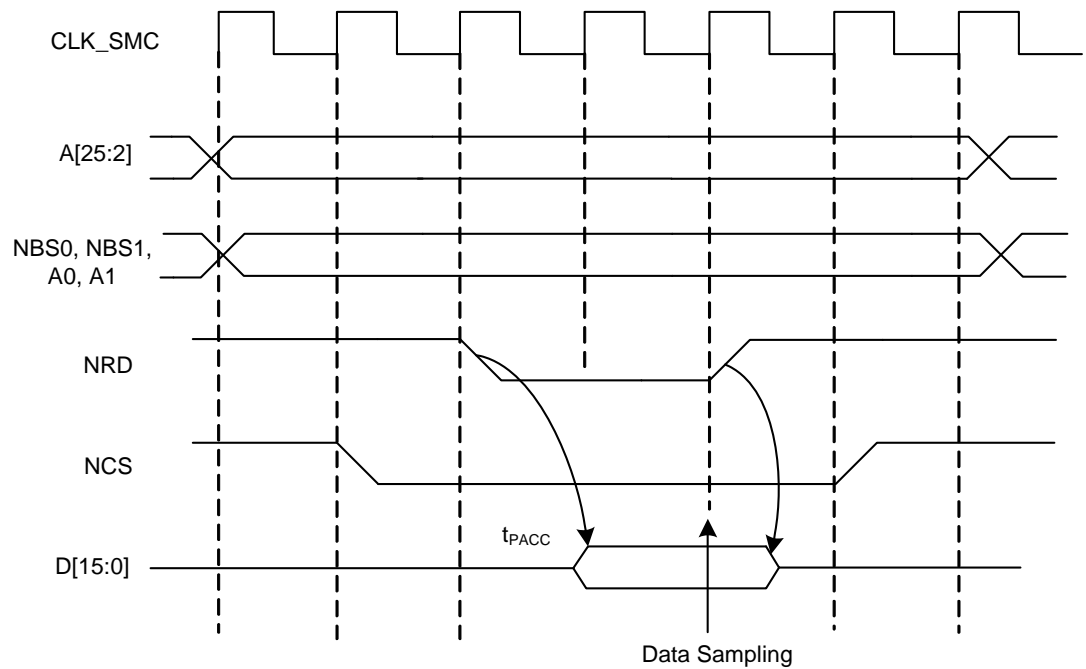 CLK_SMC
A[25:2]
NBS0, NBS1,
A0, A1
NRD
NCS
tPACC
D[15:0]
Data Sampling